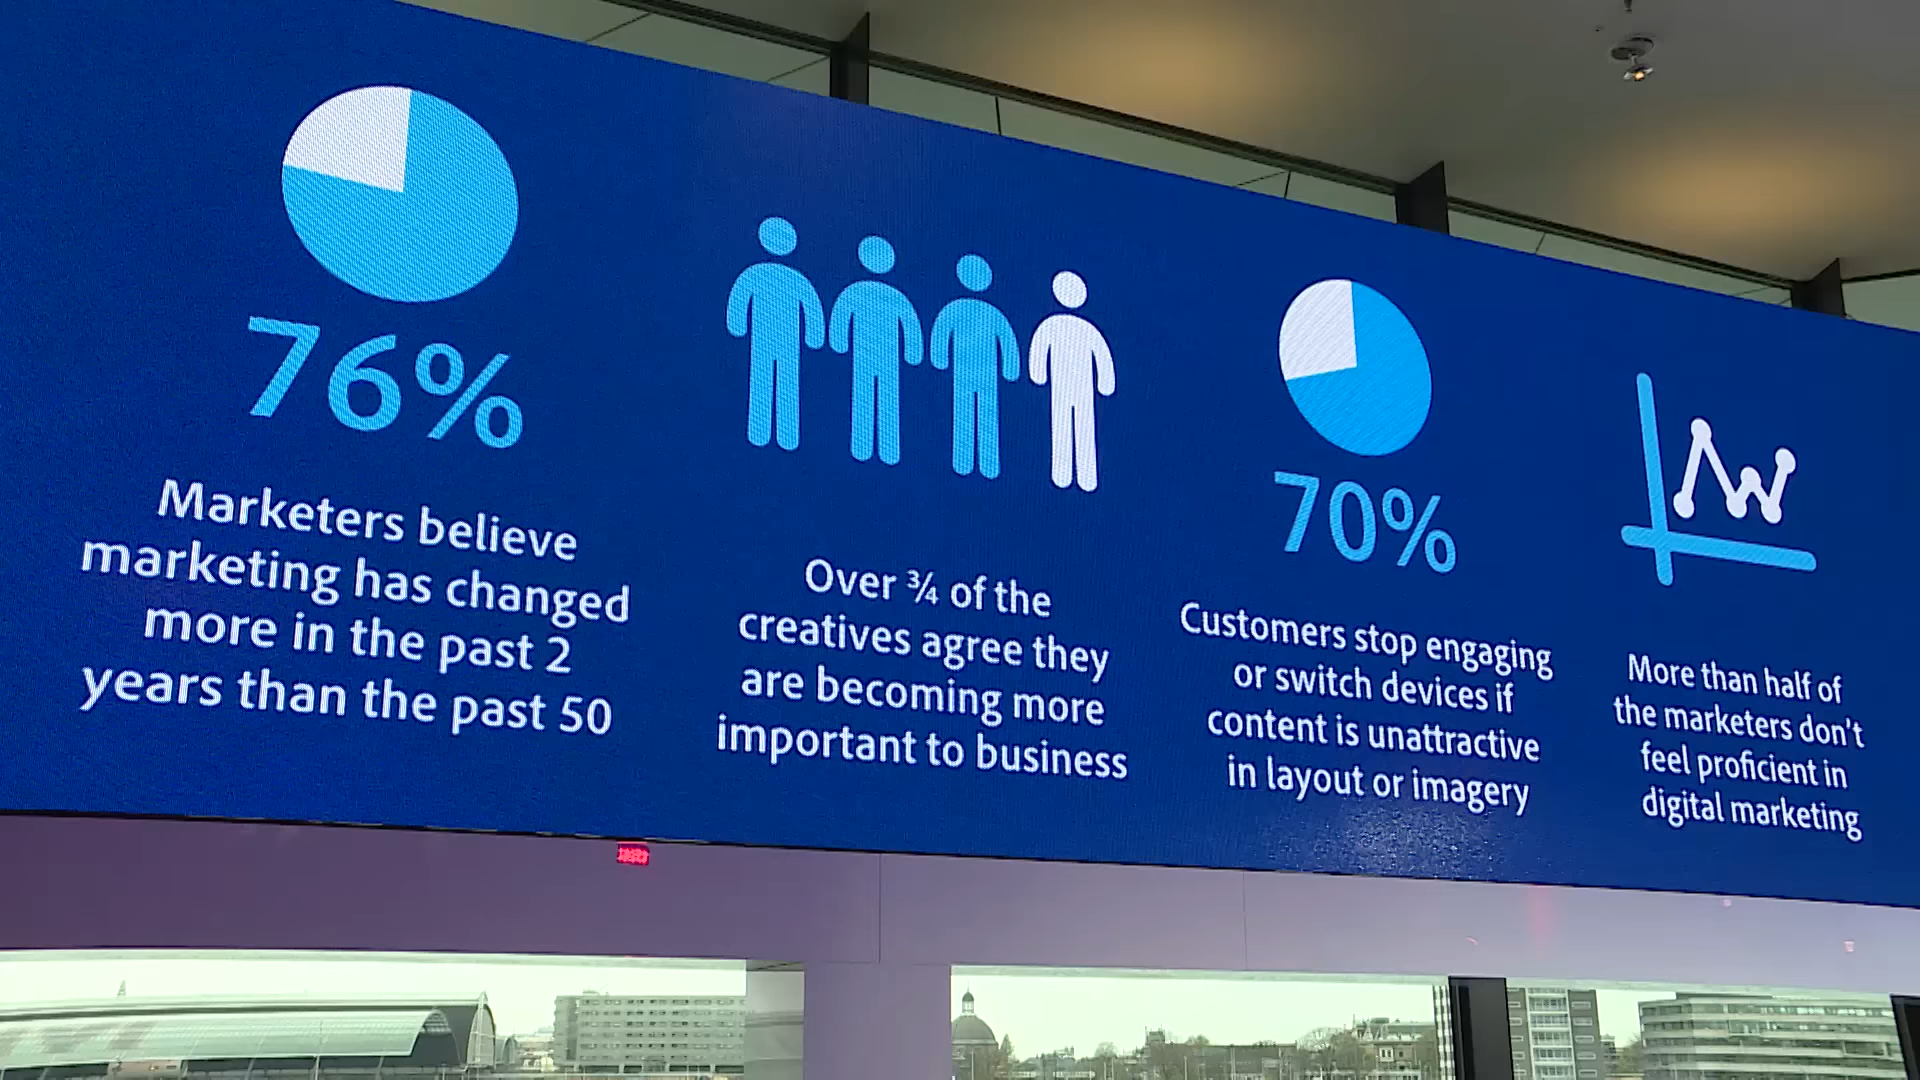 76%
Marketers believe
marketing has changed
more in the past 2
years than the past 50
Over ¾ of the
creatives agree they
are becoming more
important to business
70%
Customers stop engaging
or switch devices if
content is unattractive
in layout or imagery
More than half of
the marketers don't
feel proficient in
digital marketing